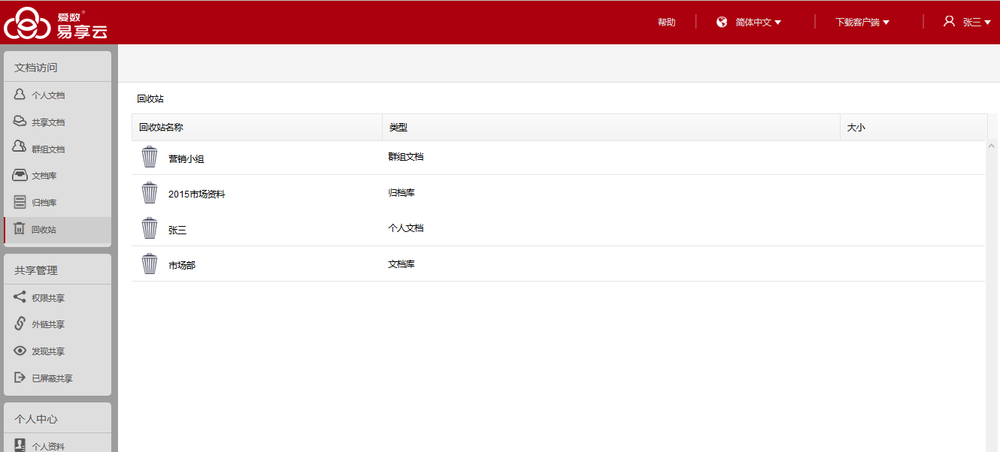 爱数®
易享云
帮助
简体中文
下载客户端
张三
文档访问
个人文档
共享文档
群组文档
文档库
归档库
回收站
共享管理
权限共享
外链共享
发现共享
已屏蔽共享
个人中心
个人资料
回收站
回收站名称 类型 大小
营销小组 群组文档
2015市场资料 归档库
张三 个人文档
市场部 文档库